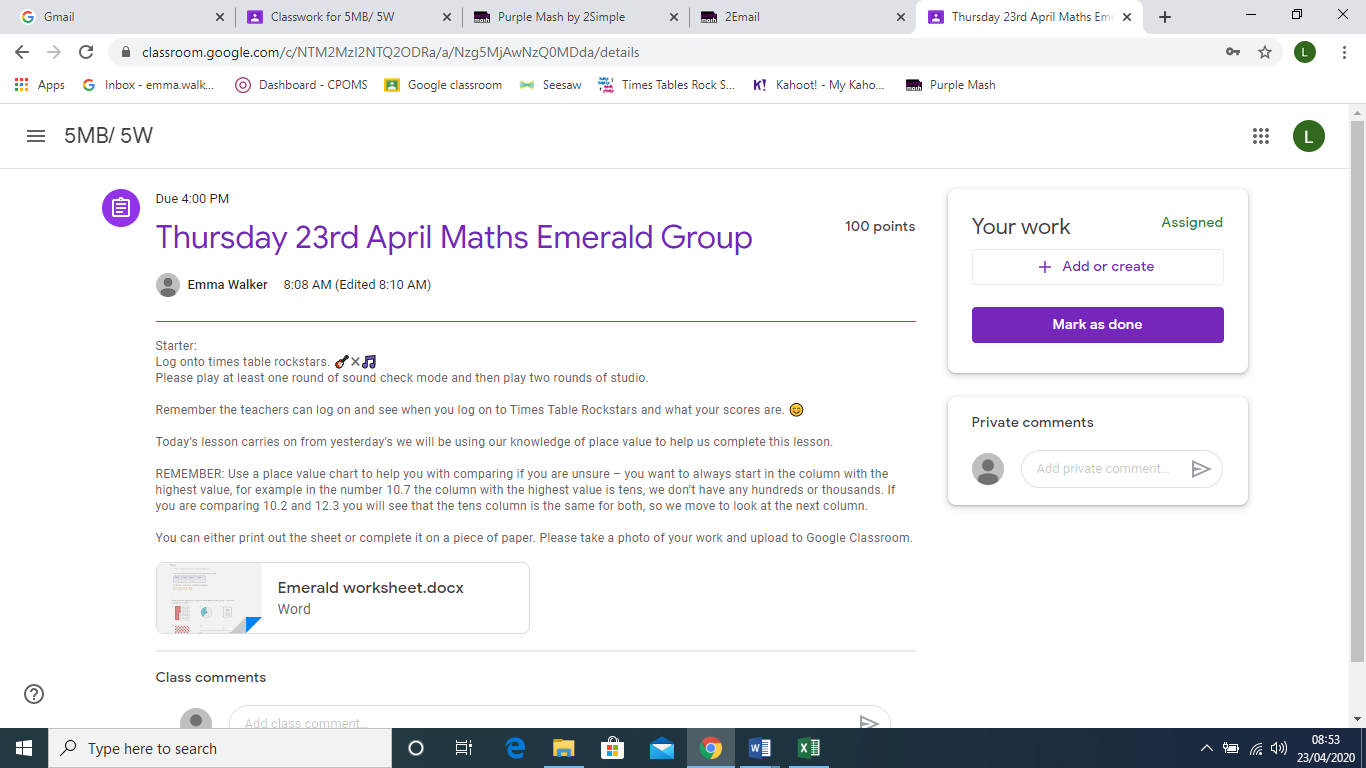 Gmail
Classwork for 5MB/ 5W
Purple Mash by 2Simple
2Email
Thursday 23rd April Maths Eme
classroom.google.com/c/NTM2MzI2NTQ2ODRa/a/Nzg5MjAwNzQ0MDda/details
L
Apps
Inbox - emma.walk...
Dashboard - CPOMS
Google classroom
Seesaw
Times Tables Rock S...
Kahoot! - My Kaho...
Purple Mash
5MB/ 5W
L
Due 4:00 PM
Thursday 23rd April Maths Emerald Group
100 points
Emma Walker 8:08 AM (Edited 8:10 AM)
Starter:
Log onto times table rockstars. 🎸×🎵
Please play at least one round of sound check mode and then play two rounds of studio.
Remember the teachers can log on and see when you log on to Times Table Rockstars and what your scores are. 😊
Today's lesson carries on from yesterday's we will be using our knowledge of place value to help us complete this lesson.
REMEMBER: Use a place value chart to help you with comparing if you are unsure – you want to always start in the column with the
highest value, for example in the number 10.7 the column with the highest value is tens, we don't have any hundreds or thousands. If
you are comparing 10.2 and 12.3 you will see that the tens column is the same for both, so we move to look at the next column.
You can either print out the sheet or complete it on a piece of paper. Please take a photo of your work and upload to Google Classroom.
Emerald worksheet.docx
Word
Class comments
Add class comment...
Your work
Assigned
+ Add or create
Mark as done
Private comments
Add private comment...
Type here to search
08:53
23/04/2020